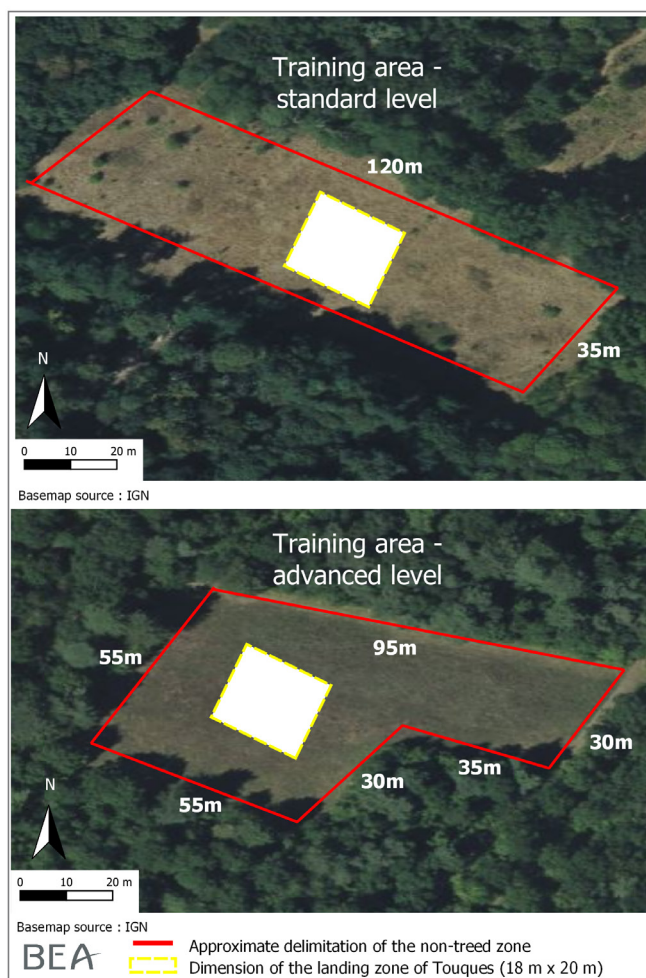 Training area -
standard level
120m
35m
N
0 10 20 m
Basemap source : IGN
Training area -
advanced level
55m
95m
30m
35m
30m
55m
N
0 10 20 m
Basemap source : IGN
BEA
Approximate delimitation of the non-treed zone
Dimension of the landing zone of Touques (18 m x 20 m)